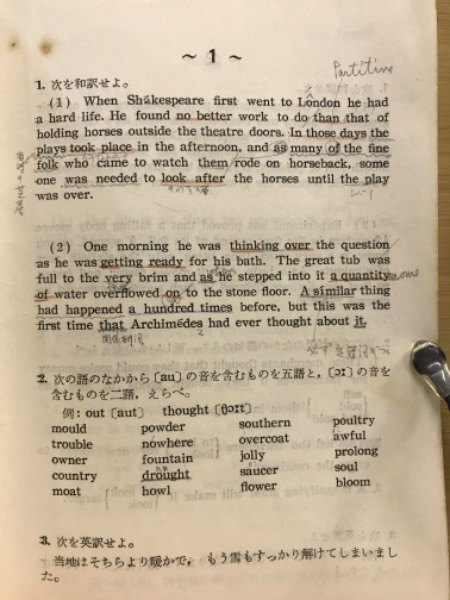 ～ 1 ～
Partitive
1. 次を和訳せよ。
(1) When Shākespeare first went to London he had
a hard life. He found no better work to do than that of
holding horses outside the theatre doors. In those days the
plays took place in the afternoon, and as many of the fine
folk who came to watch them rode on horseback, some
one was needed to look after the horses until the play
was over.
(2) One morning he was thinking over the question
as he was getting ready for his bath. The great tub was
full to the very brim and as he stepped into it a quantity
of water overflowed on to the stone floor. A similar thing
had happened a hundred times before, but this was the
first time that Archimēdes had ever thought about it.
2. 次の語のなかから〔au〕の音を含むものを五語と，〔ɔː〕の音を
含むものを二語，えらべ。
例：out〔aut〕 thought〔θɔːt〕
mould powder southern poultry
trouble nowhere overcoat awful
owner fountain jolly prolong
country drought saucer soul
moat howl flower bloom
3. 次を英訳せよ。
当地はそちらより暖かで， もう雪もすっかり解けてしまいまし
た。